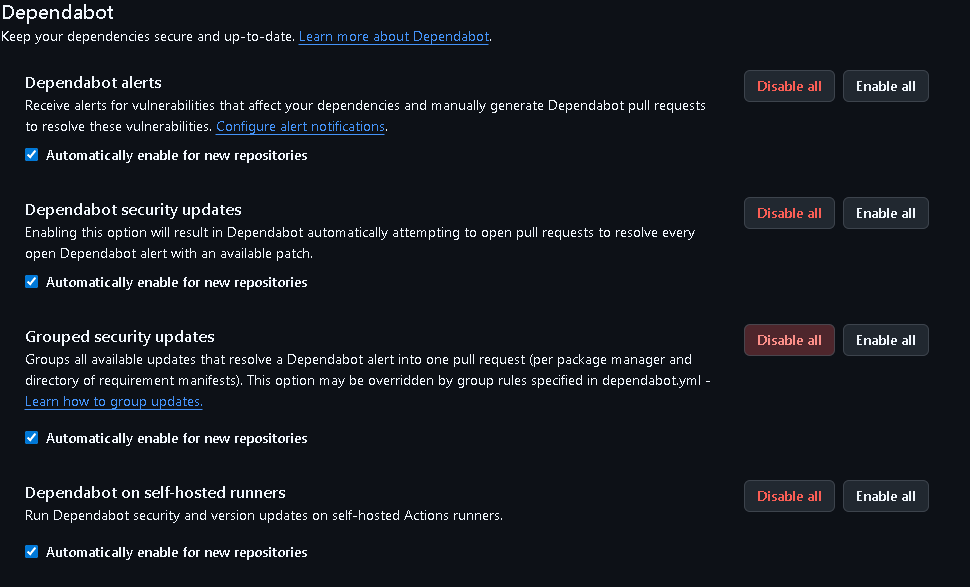 Dependabot
Keep your dependencies secure and up-to-date. Learn more about Dependabot.
Dependabot alerts
Disable all
Enable all
Receive alerts for vulnerabilities that affect your dependencies and manually generate Dependabot pull requests
to resolve these vulnerabilities. Configure alert notifications.
Automatically enable for new repositories
Dependabot security updates
Disable all
Enable all
Enabling this option will result in Dependabot automatically attempting to open pull requests to resolve every
open Dependabot alert with an available patch.
Automatically enable for new repositories
Grouped security updates
Disable all
Enable all
Groups all available updates that resolve a Dependabot alert into one pull request (per package manager and
directory of requirement manifests). This option may be overridden by group rules specified in dependabot.yml -
Learn how to group updates.
Automatically enable for new repositories
Dependabot on self-hosted runners
Disable all
Enable all
Run Dependabot security and version updates on self-hosted Actions runners.
Automatically enable for new repositories